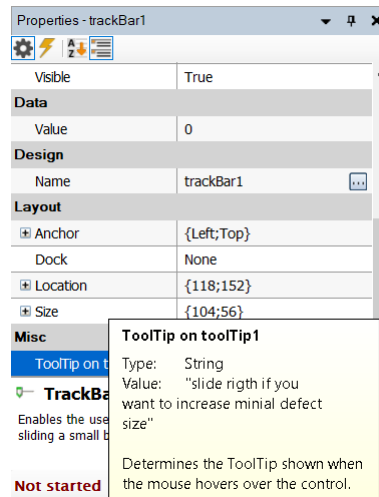 Properties - trackBar1
Visible True
Data
Value 0
Design
Name trackBar1 ...
Layout
Anchor {Left;Top}
Dock None
Location {118;152}
Size {104;56}
Misc
ToolTip on t
ToolTip on toolTip1
Type: String
Value: "slide rigth if you
want to increase minial defect
size"
Determines the ToolTip shown when
the mouse hovers over the control.
TrackBa
Enables the use
sliding a small b
Not started